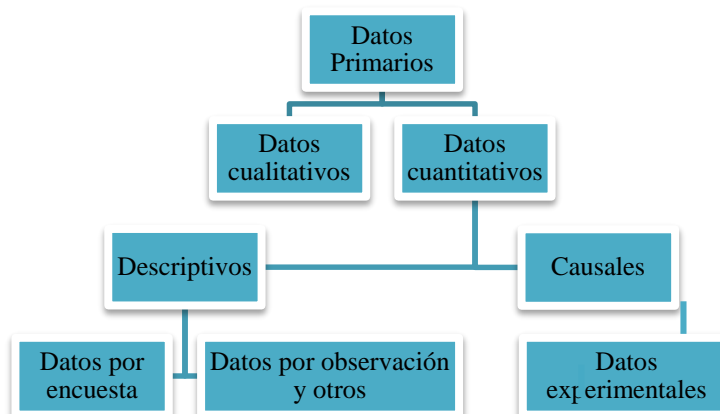 Datos
Primarios
Datos
cualitativos
Datos
cuantitativos
Descriptivos
Causales
Datos por
encuesta
Datos por observación
y otros
Datos
experimentales